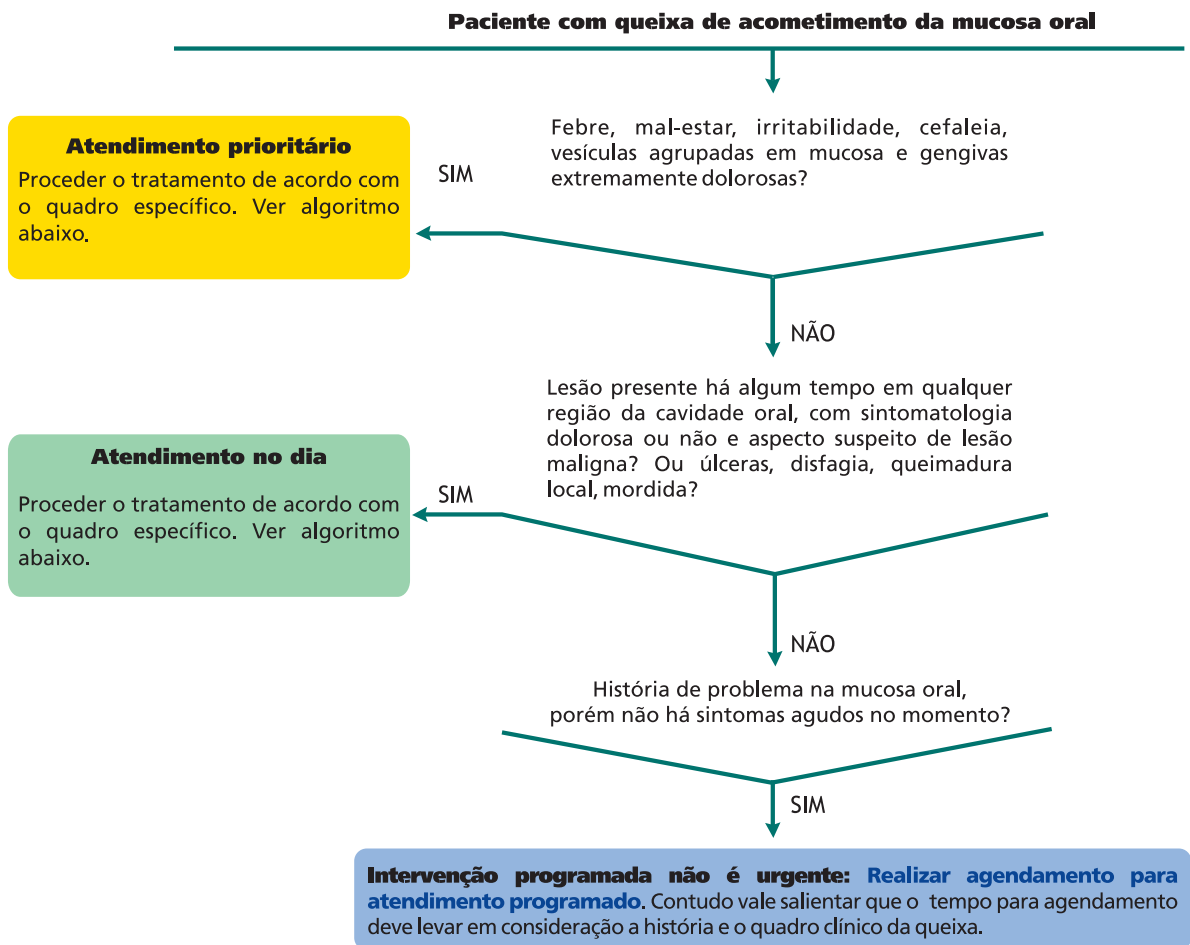 Paciente com queixa de acometimento da mucosa oral
Febre, mal-estar, irritabilidade, cefaleia,
vesículas agrupadas em mucosa e gengivas
extremamente dolorosas?
SIM
Atendimento prioritário
Proceder o tratamento de acordo com
o quadro específico. Ver algoritmo
abaixo.
NÃO
Lesão presente há algum tempo em qualquer
região da cavidade oral, com sintomatologia
dolorosa ou não e aspecto suspeito de lesão
maligna? Ou úlceras, disfagia, queimadura
local, mordida?
SIM
Atendimento no dia
Proceder o tratamento de acordo com
o quadro específico. Ver algoritmo
abaixo.
NÃO
História de problema na mucosa oral,
porém não há sintomas agudos no momento?
SIM
Intervenção programada não é urgente: Realizar agendamento para
atendimento programado. Contudo vale salientar que o tempo para agendamento
deve levar em consideração a história e o quadro clínico da queixa.